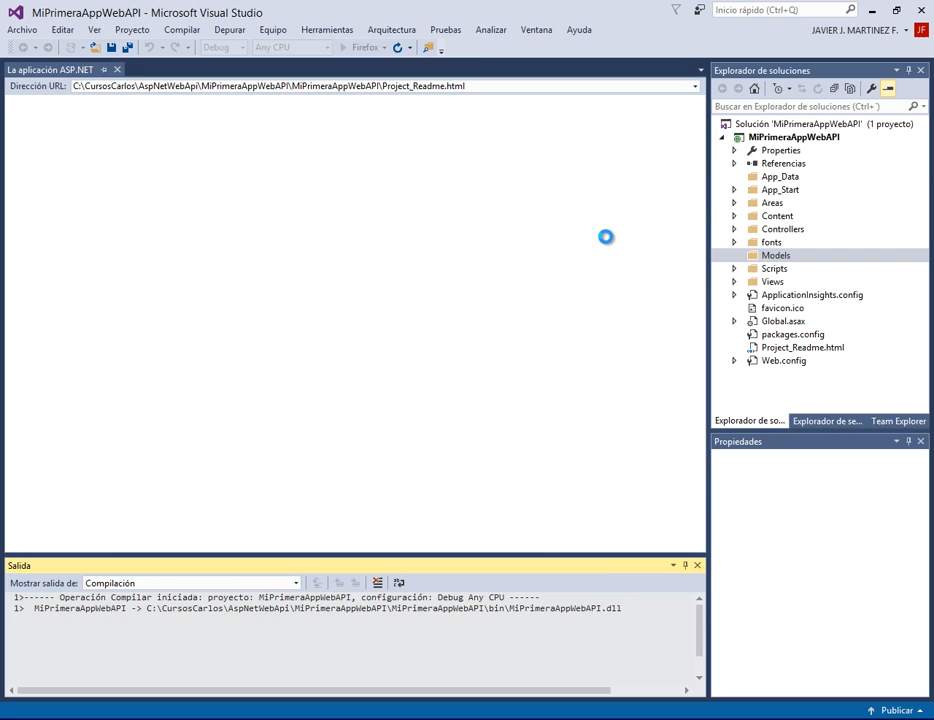 MiPrimeraAppWebAPI - Microsoft Visual Studio
Inicio rápido (Ctrl+Q)
Archivo Editar Ver Proyecto Compilar Depurar Equipo Herramientas Arquitectura Pruebas Analizar Ventana Ayuda
JAVIER J. MARTINEZ F.
JF
Debug Any CPU Firefox
La aplicación ASP.NET
Dirección URL: C:\CursosCarlos\AspNetWebApi\MiPrimeraAppWebAPI\MiPrimeraAppWebAPI\Project_Readme.html
Explorador de soluciones
Buscar en Explorador de soluciones (Ctrl+´)
Solución 'MiPrimeraAppWebAPI' (1 proyecto)
MiPrimeraAppWebAPI
Properties
Referencias
App_Data
App_Start
Areas
Content
Controllers
fonts
Models
Scripts
Views
ApplicationInsights.config
favicon.ico
Global.asax
packages.config
Project_Readme.html
Web.config
Explorador de so... Explorador de se... Team Explorer
Propiedades
Salida
Mostrar salida de: Compilación
1>------ Operación Compilar iniciada: proyecto: MiPrimeraAppWebAPI, configuración: Debug Any CPU ------
1> MiPrimeraAppWebAPI -> C:\CursosCarlos\AspNetWebApi\MiPrimeraAppWebAPI\MiPrimeraAppWebAPI\bin\MiPrimeraAppWebAPI.dll
Publicar